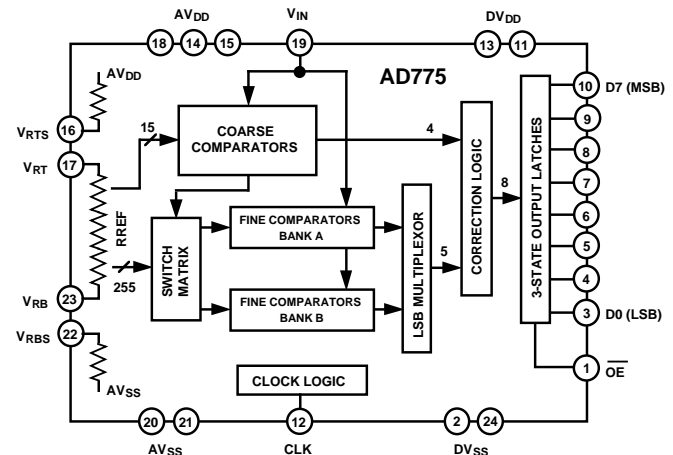 AVDD
VIN
DVDD
18 14 15 19 13 11
AVDD
AD775
VRTS 16
VRT 17
15
COARSE COMPARATORS
4
CORRECTION LOGIC
8
3-STATE OUTPUT LATCHES
10 D7 (MSB)
9
8
7
6
5
4
3 D0 (LSB)
1 OE
RREF
255
SWITCH MATRIX
FINE COMPARATORS BANK A
FINE COMPARATORS BANK B
LSB MULTIPLEXOR
5
VRB 23
VRBS 22
AVSS
CLOCK LOGIC
20 21 12 2 24
AVSS
CLK
DVSS